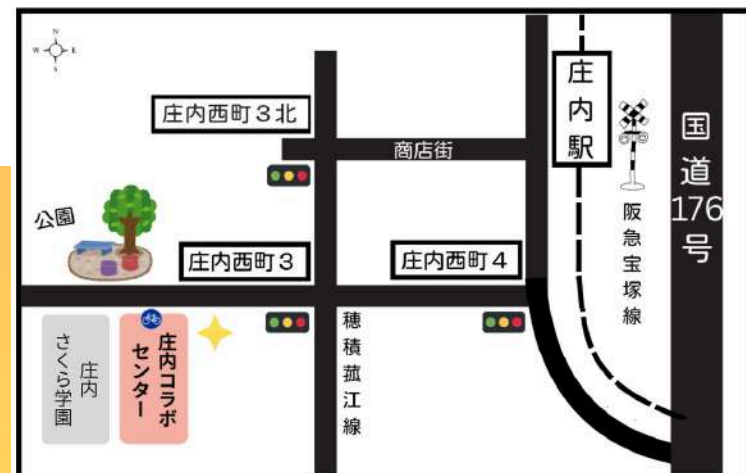 N
W E
S
庄内西町3北
商店街
庄内駅
国道176号
阪急宝塚線
公園
庄内西町3
庄内西町4
穂積菰江線
庄内
さくら学園
庄内コラボ
センター